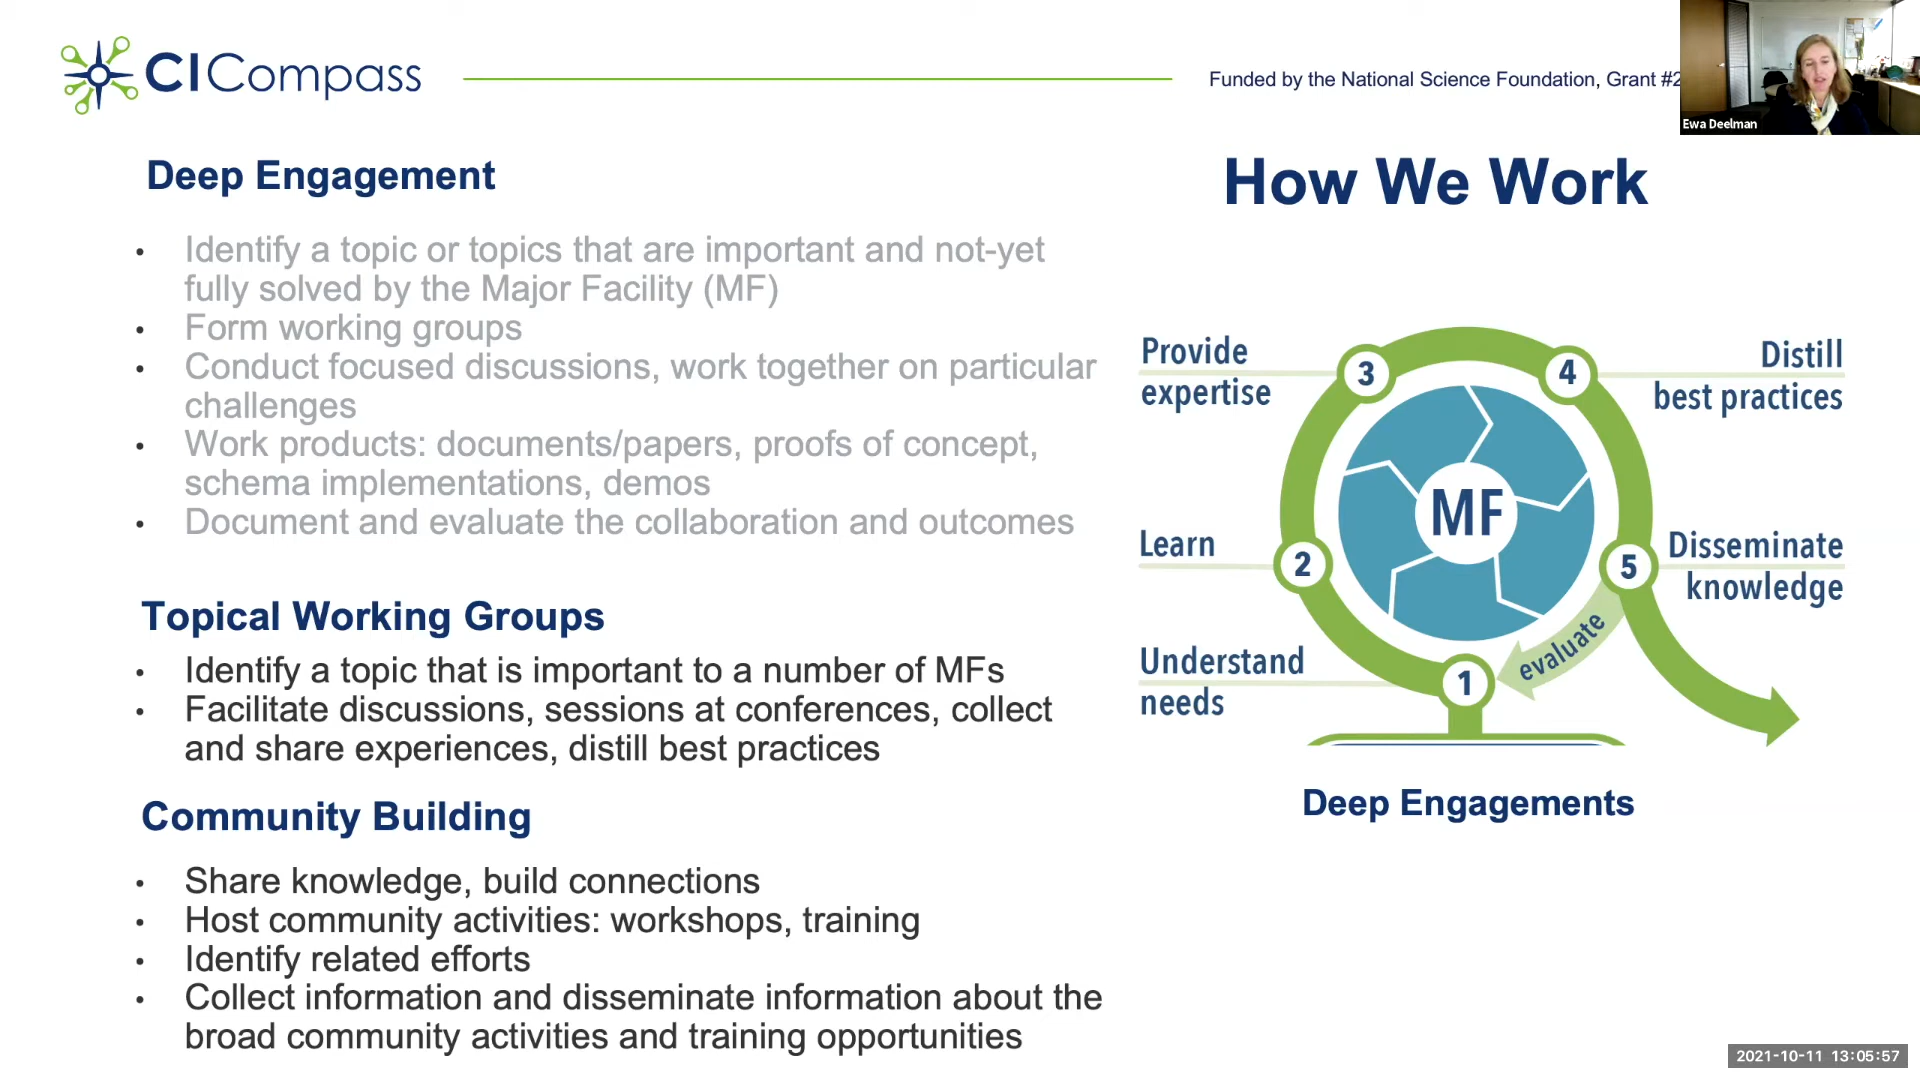 CICompass
Funded by the National Science Foundation, Grant #2
Ewa Deelman
Deep Engagement
• Identify a topic or topics that are important and not-yet
fully solved by the Major Facility (MF)
• Form working groups
• Conduct focused discussions, work together on particular
challenges
• Work products: documents/papers, proofs of concept,
schema implementations, demos
• Document and evaluate the collaboration and outcomes
Topical Working Groups
• Identify a topic that is important to a number of MFs
• Facilitate discussions, sessions at conferences, collect
and share experiences, distill best practices
Community Building
• Share knowledge, build connections
• Host community activities: workshops, training
• Identify related efforts
• Collect information and disseminate information about the
broad community activities and training opportunities
How We Work
Provide
expertise
3
4
Distill
best practices
MF
Learn
2
5
Disseminate
knowledge
evaluate
Understand
needs
1
Deep Engagements
2021-10-11 13:05:57